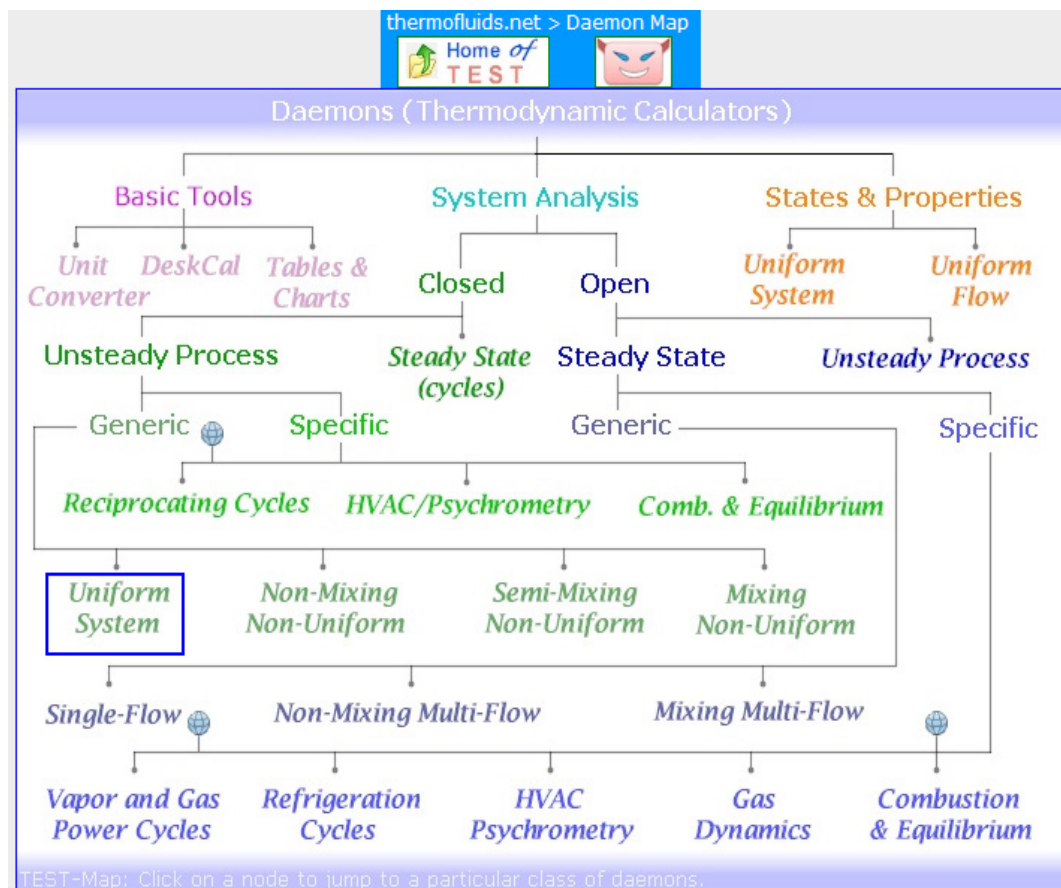 thermofluids.net > Daemon Map
Home of
TEST
Daemons (Thermodynamic Calculators)
Basic Tools
System Analysis
States & Properties
Unit
Converter
DeskCal
Tables &
Charts
Closed
Open
Uniform
System
Uniform
Flow
Unsteady Process
Steady State
(cycles)
Steady State
Unsteady Process
Generic
Specific
Generic
Specific
Reciprocating Cycles
HVAC/Psychrometry
Comb. & Equilibrium
Uniform
System
Non-Mixing
Non-Uniform
Semi-Mixing
Non-Uniform
Mixing
Non-Uniform
Single-Flow
Non-Mixing Multi-Flow
Mixing Multi-Flow
Vapor and Gas
Power Cycles
Refrigeration
Cycles
HVAC
Psychrometry
Gas
Dynamics
Combustion
& Equilibrium
TEST-Map: Click on a node to jump to a particular class of daemons.